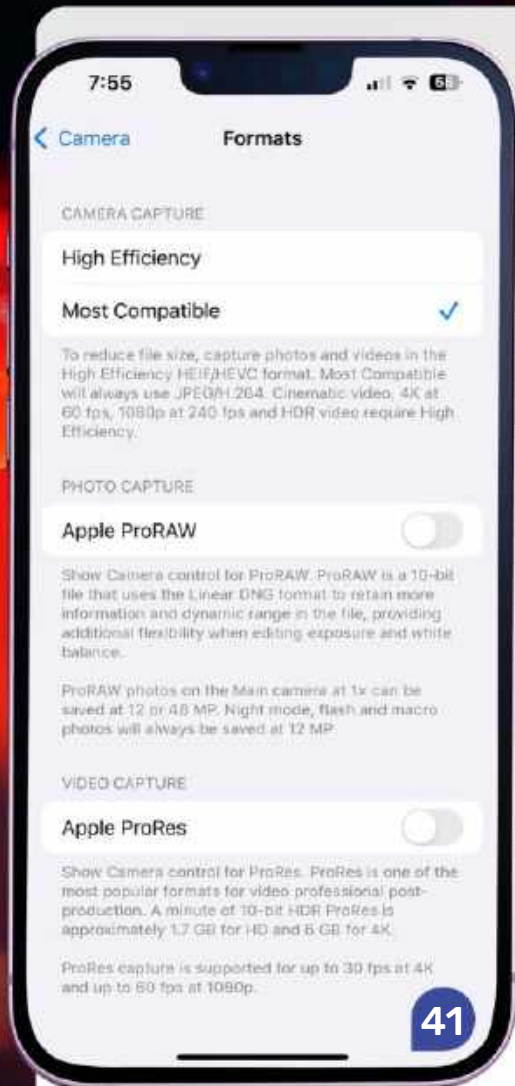 7:55
53
Camera
Formats
CAMERA CAPTURE
High Efficiency
Most Compatible
To reduce file size, capture photos and videos in the
High Efficiency HEIF/HEVC format. Most Compatible
will always use JPEG/H.264. Cinematic video, 4K at
60 fps, 1080p at 240 fps and HDR video require High
Efficiency.
PHOTO CAPTURE
Apple ProRAW
Show Camera control for ProRAW. ProRAW is a 10-bit
file that uses the Linear DNG format to retain more
information and dynamic range in the file, providing
additional flexibility when editing exposure and white
balance.
ProRAW photos on the Main camera at 1x can be
saved at 12 or 48 MP. Night mode, flash and macro
photos will always be saved at 12 MP.
VIDEO CAPTURE
Apple ProRes
Show Camera control for ProRes. ProRes is one of the
most popular formats for video professional post-
production. A minute of 10-bit HDR ProRes is
approximately 1.7 GB for HD and 6 GB for 4K.
ProRes capture is supported for up to 30 fps at 4K
and up to 60 fps at 1080p.
41